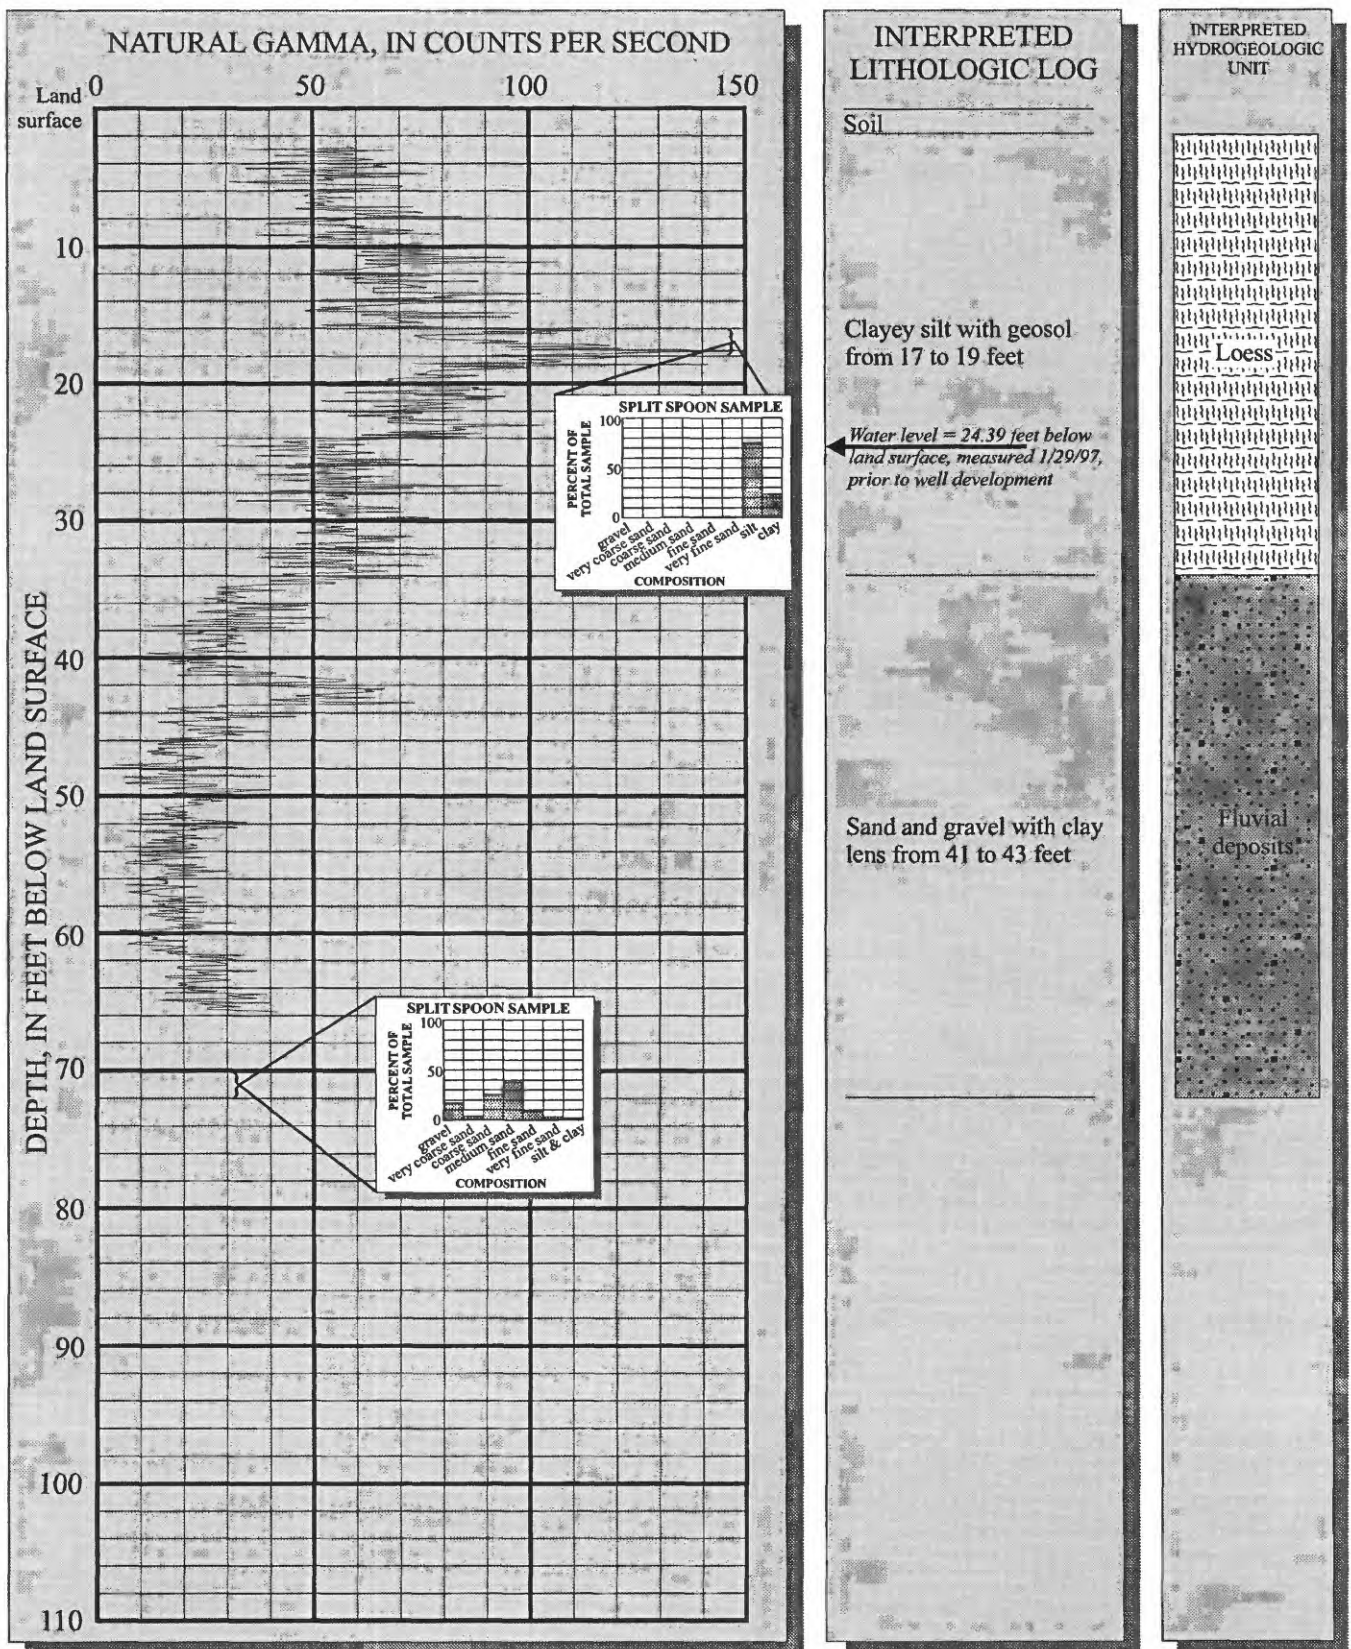 NATURAL GAMMA, IN COUNTS PER SECOND
0 50 100 150
Land
surface
10
20
30
40
50
60
70
80
90
100
110
DEPTH, IN FEET BELOW LAND SURFACE
SPLIT SPOON SAMPLE
PERCENT OF
TOTAL SAMPLE
100
50
0
gravel
very coarse sand
coarse sand
medium sand
fine sand
very fine sand
silt
clay
COMPOSITION
SPLIT SPOON SAMPLE
PERCENT OF
TOTAL SAMPLE
100
50
0
gravel
very coarse sand
coarse sand
medium sand
fine sand
very fine sand
silt & clay
COMPOSITION
INTERPRETED
LITHOLOGIC LOG
Soil
Clayey silt with geosol
from 17 to 19 feet
Water level = 24.39 feet below
land surface, measured 1/29/97,
prior to well development
Sand and gravel with clay
lens from 41 to 43 feet
INTERPRETED
HYDROGEOLOGIC
UNIT
Loess
Fluvial
deposits